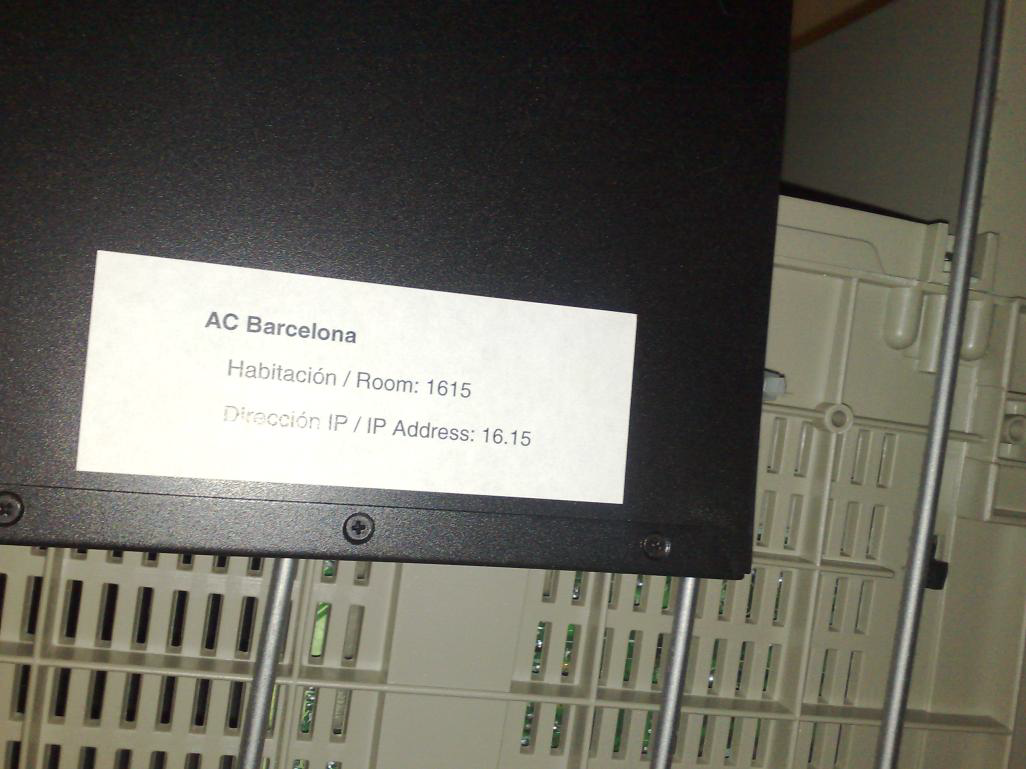 AC Barcelona
Habitación / Room: 1615
Dirección IP / IP Address: 16.15